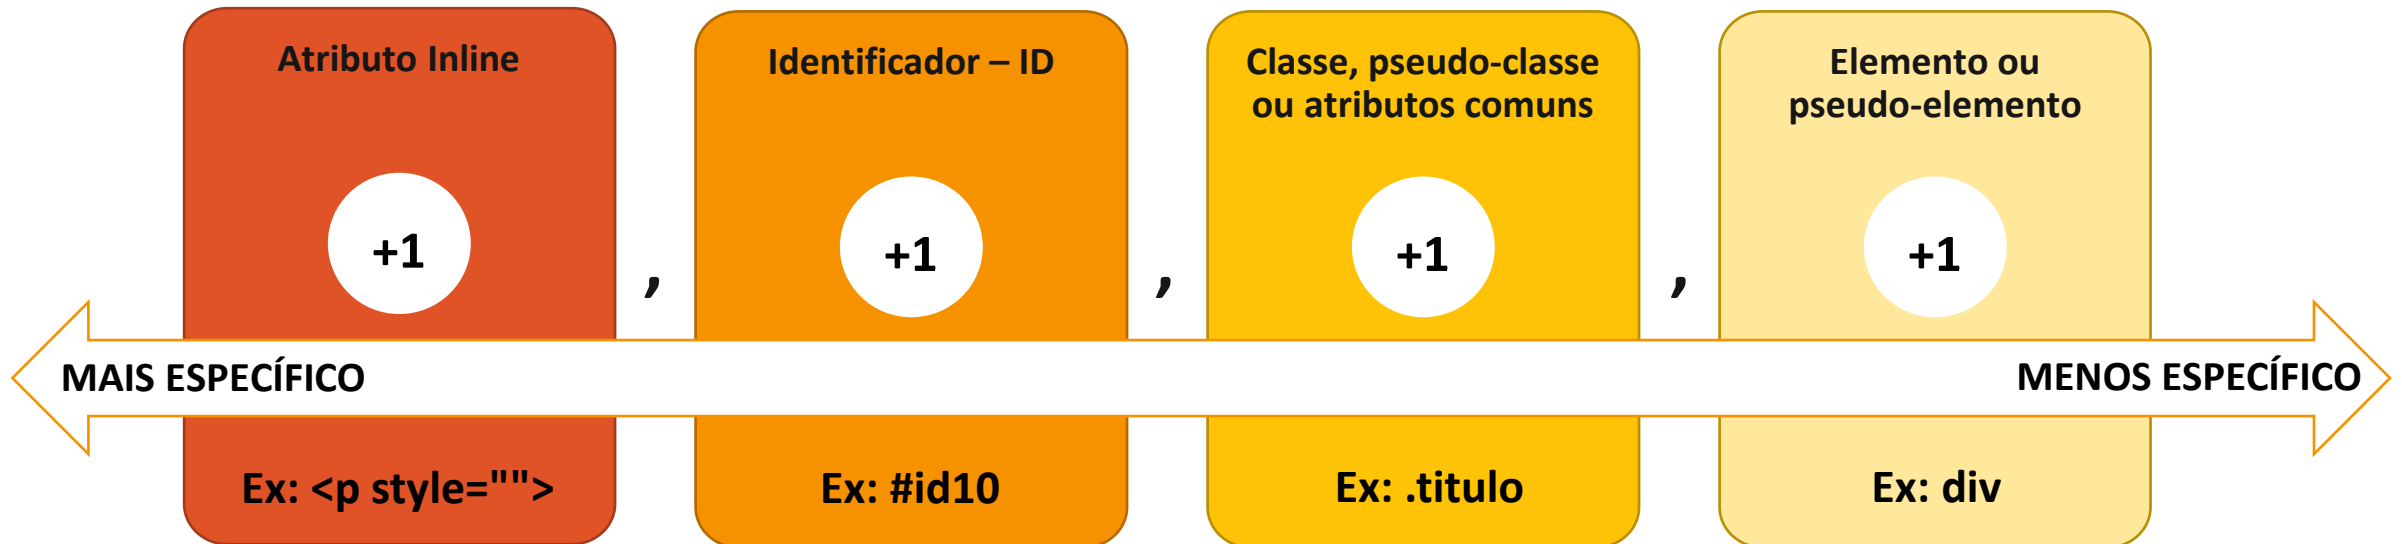 Atributo Inline
+1
Ex: <p style="">
,
Identificador – ID
+1
Ex: #id10
,
Classe, pseudo-classe
ou atributos comuns
+1
Ex: .titulo
,
Elemento ou
pseudo-elemento
+1
Ex: div
MAIS ESPECÍFICO
MENOS ESPECÍFICO